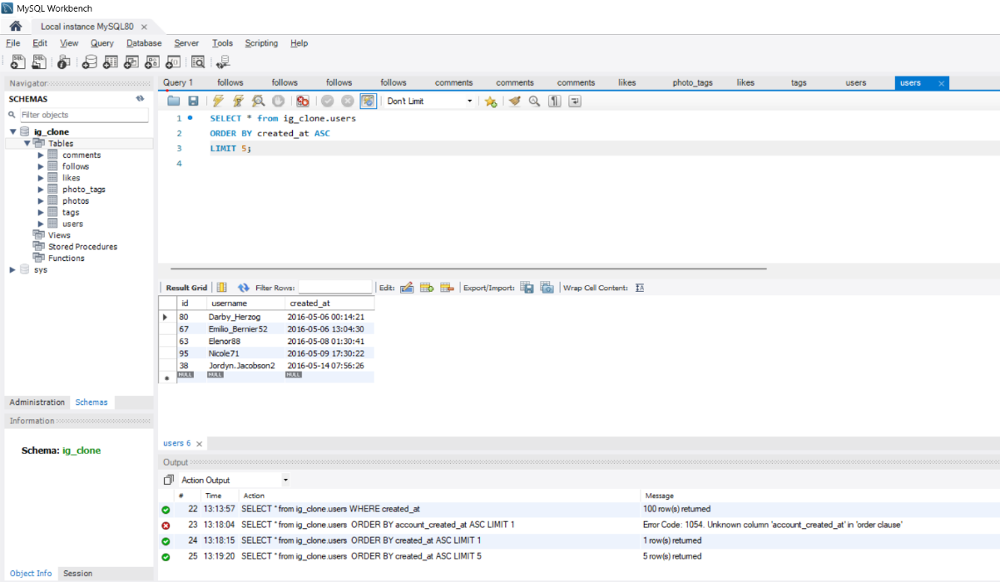 MySQL Workbench
Local instance MySQL80
File Edit View Query Database Server Tools Scripting Help
Navigator
SCHEMAS
Filter objects
ig_clone
Tables
comments
follows
likes
photo_tags
photos
tags
users
Views
Stored Procedures
Functions
sys
Administration Schemas
Information
Schema: ig_clone
Object Info Session
Query 1 follows follows follows follows comments comments comments likes photo_tags likes tags users users
Don't Limit
1 SELECT * from ig_clone.users
2 ORDER BY created_at ASC
3 LIMIT 5;
4
Result Grid Filter Rows: Edit: Export/Import: Wrap Cell Content:
id username created_at
80 Darby_Herzog 2016-05-06 00:14:21
67 Emilio_Bernier52 2016-05-06 13:04:30
63 Elenor88 2016-05-08 01:30:41
95 Nicole71 2016-05-09 17:30:22
38 Jordyn.Jacobson2 2016-05-14 07:56:26
NULL NULL NULL
users 6
Output
Action Output
# Time Action Message
22 13:13:57 SELECT * from ig_clone.users WHERE created_at 100 row(s) returned
23 13:18:04 SELECT * from ig_clone.users ORDER BY account_created_at ASC LIMIT 1 Error Code: 1054. Unknown column 'account_created_at' in 'order clause'
24 13:18:15 SELECT * from ig_clone.users ORDER BY created_at ASC LIMIT 1 1 row(s) returned
25 13:19:20 SELECT * from ig_clone.users ORDER BY created_at ASC LIMIT 5 5 row(s) returned